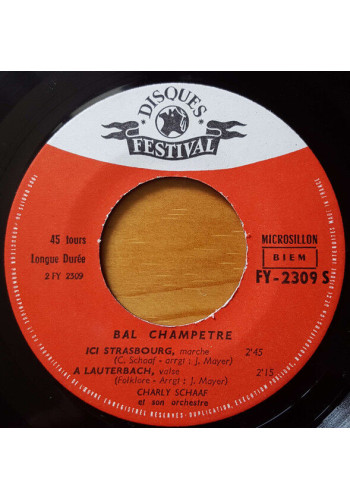 DISQUES
FESTIVAL
45 tours
Longue Durée
2 FY 2309
MICROSILLON
BIEM
FY-2309 S
BAL CHAMPETRE
ICI STRASBOURG, marche 2'45
(C. Schaaf - arrgt : J. Mayer)
A LAUTERBACH, valse 2'15
(Folklore - Arrgt : J. Mayer)
CHARLY SCHAAF
et son orchestre